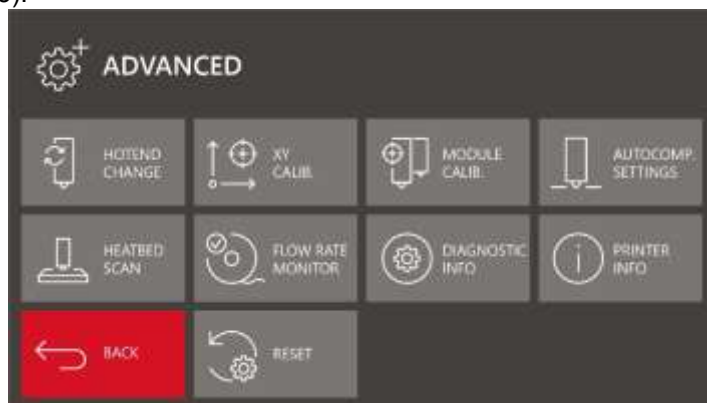 ADVANCED
HOTEND
CHANGE
XY
CALIB.
MODULE
CALIB.
AUTOCOMP.
SETTINGS
HEATBED
SCAN
FLOW RATE
MONITOR
DIAGNOSTIC
INFO
PRINTER
INFO
BACK
RESET